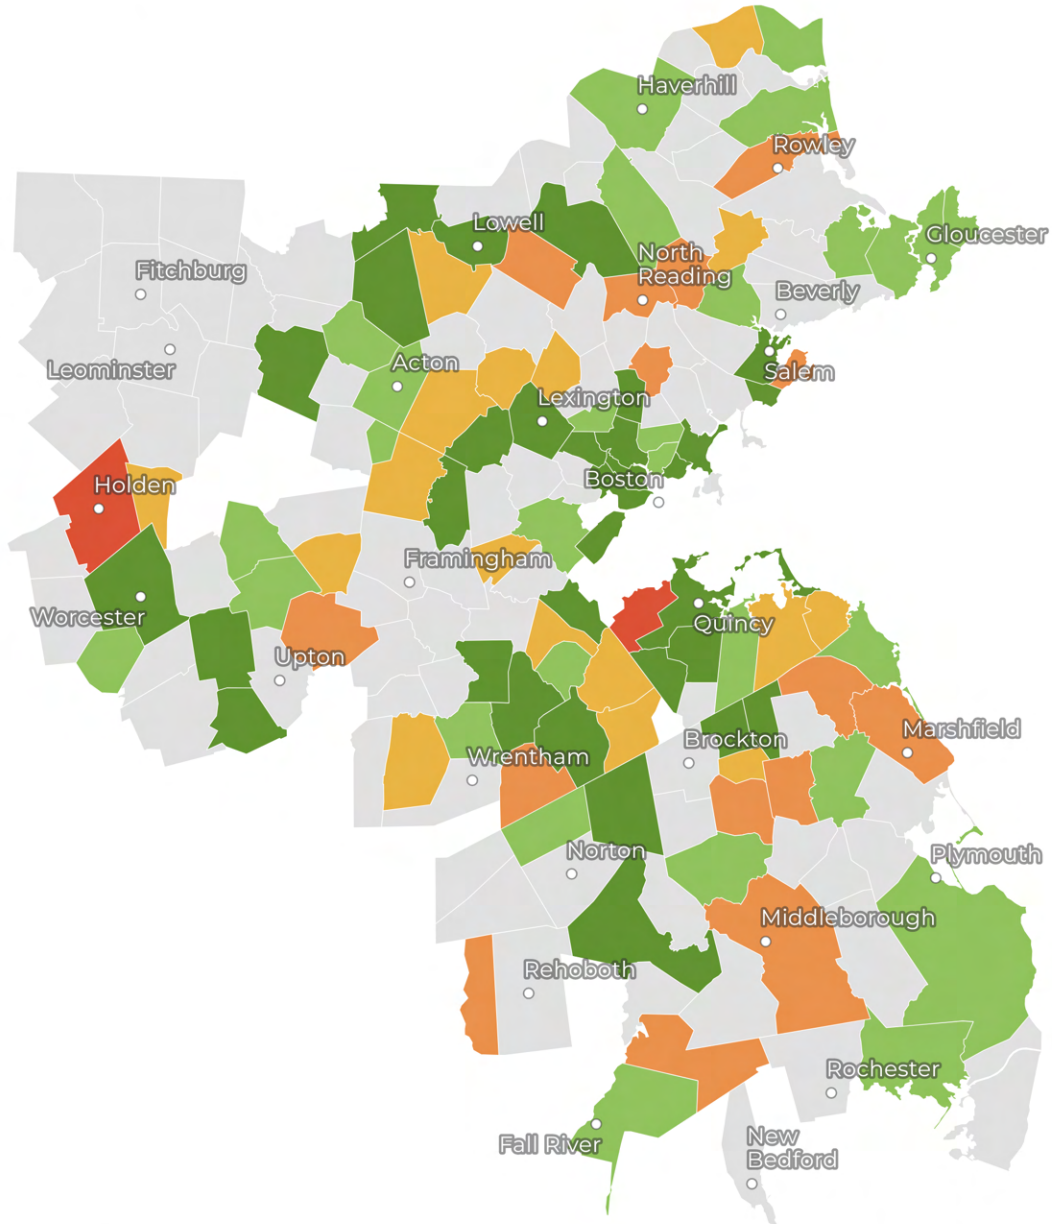 Haverhill
Rowley
Lowell
Gloucester
North
Reading
Fitchburg
Beverly
Leominster
Acton
Salem
Lexington
Holden
Boston
Framingham
Worcester
Quincy
Upton
Marshfield
Brockton
Wrentham
Norton
Plymouth
Middleborough
Rehoboth
Rochester
Fall River
New
Bedford